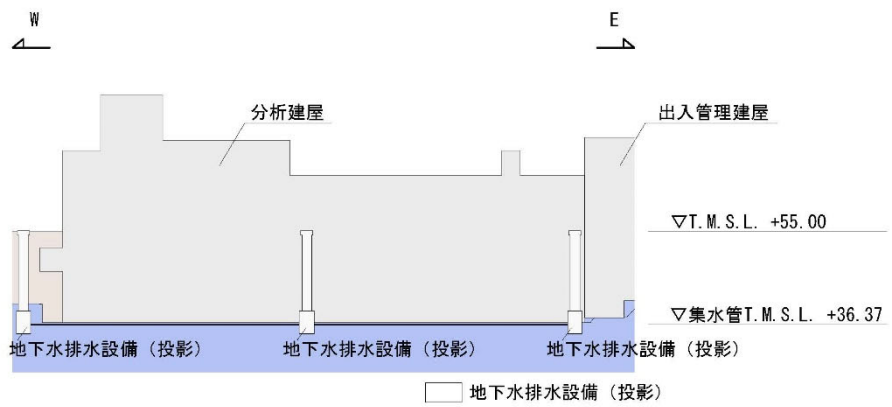 W
E
分析建屋
出入管理建屋
▽T.M.S.L. +55.00
▽集水管T.M.S.L. +36.37
地下水排水設備（投影）
地下水排水設備（投影）
地下水排水設備（投影）
地下水排水設備（投影）